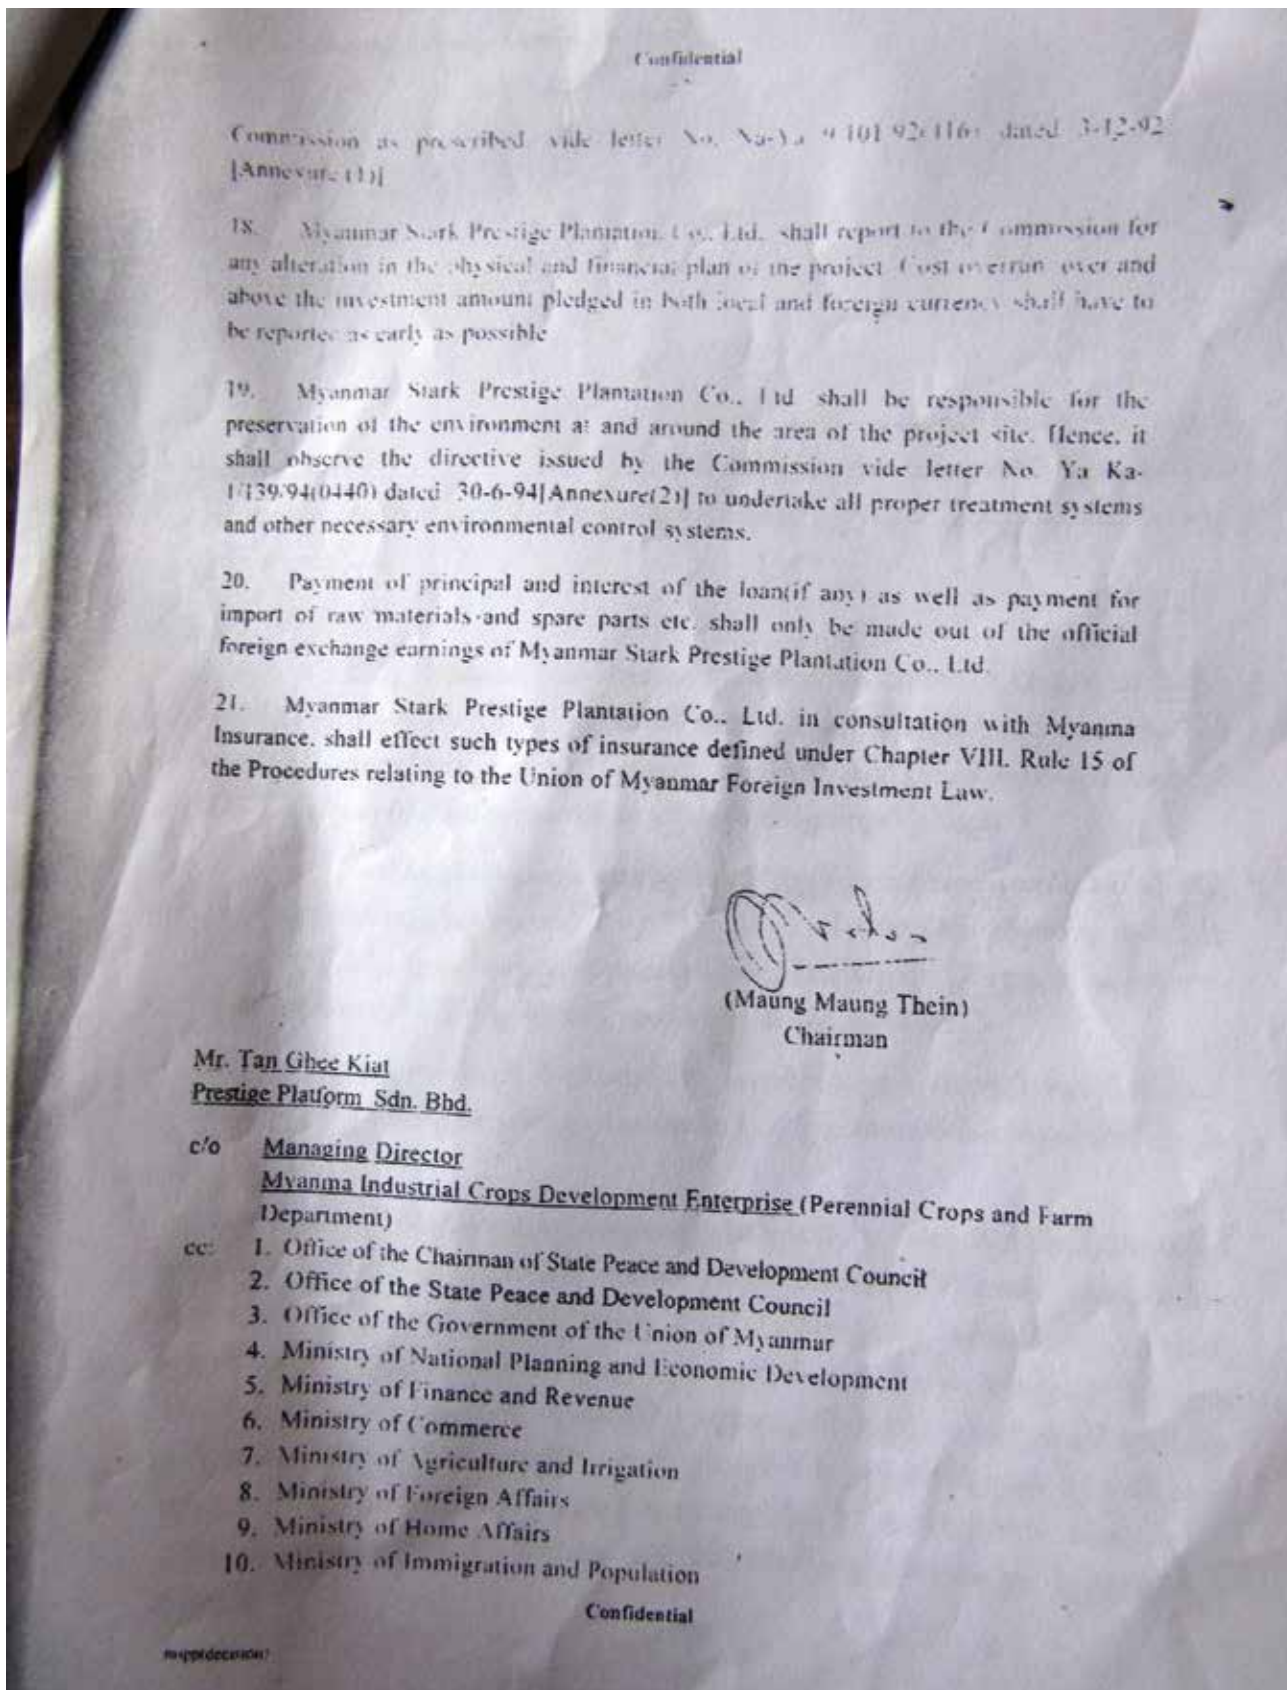 Confidential
Commission as prescribed vide letter No. Na-Ya dated 3-12-92
[Annexure (1)]
18. Myanmar Stark Prestige Plantation Co., Ltd. shall report to the Commission for
any alteration in the physical and financial plan of the project. Cost overrun over and
above the investment amount pledged in both local and foreign currency shall have to
be reported as early as possible
19. Myanmar Stark Prestige Plantation Co., Ltd shall be responsible for the
preservation of the environment at and around the area of the project site. Hence, it
shall observe the directive issued by the Commission vide letter No. Ya Ka-
1/139/94(0440) dated 30-6-94[Annexure(2)] to undertake all proper treatment systems
and other necessary environmental control systems.
20. Payment of principal and interest of the loan(if any) as well as payment for
import of raw materials and spare parts etc. shall only be made out of the official
foreign exchange earnings of Myanmar Stark Prestige Plantation Co., Ltd.
21. Myanmar Stark Prestige Plantation Co., Ltd. in consultation with Myanma
Insurance, shall effect such types of insurance defined under Chapter VIII, Rule 15 of
the Procedures relating to the Union of Myanmar Foreign Investment Law.
(Maung Maung Thein)
Chairman
Mr. Tan Ghee Kiat
Prestige Platform Sdn. Bhd.
c/o Managing Director
Myanma Industrial Crops Development Enterprise (Perennial Crops and Farm
Department)
cc: 1. Office of the Chairman of State Peace and Development Council
2. Office of the State Peace and Development Council
3. Office of the Government of the Union of Myanmar
4. Ministry of National Planning and Economic Development
5. Ministry of Finance and Revenue
6. Ministry of Commerce
7. Ministry of Agriculture and Irrigation
8. Ministry of Foreign Affairs
9. Ministry of Home Affairs
10. Ministry of Immigration and Population
Confidential